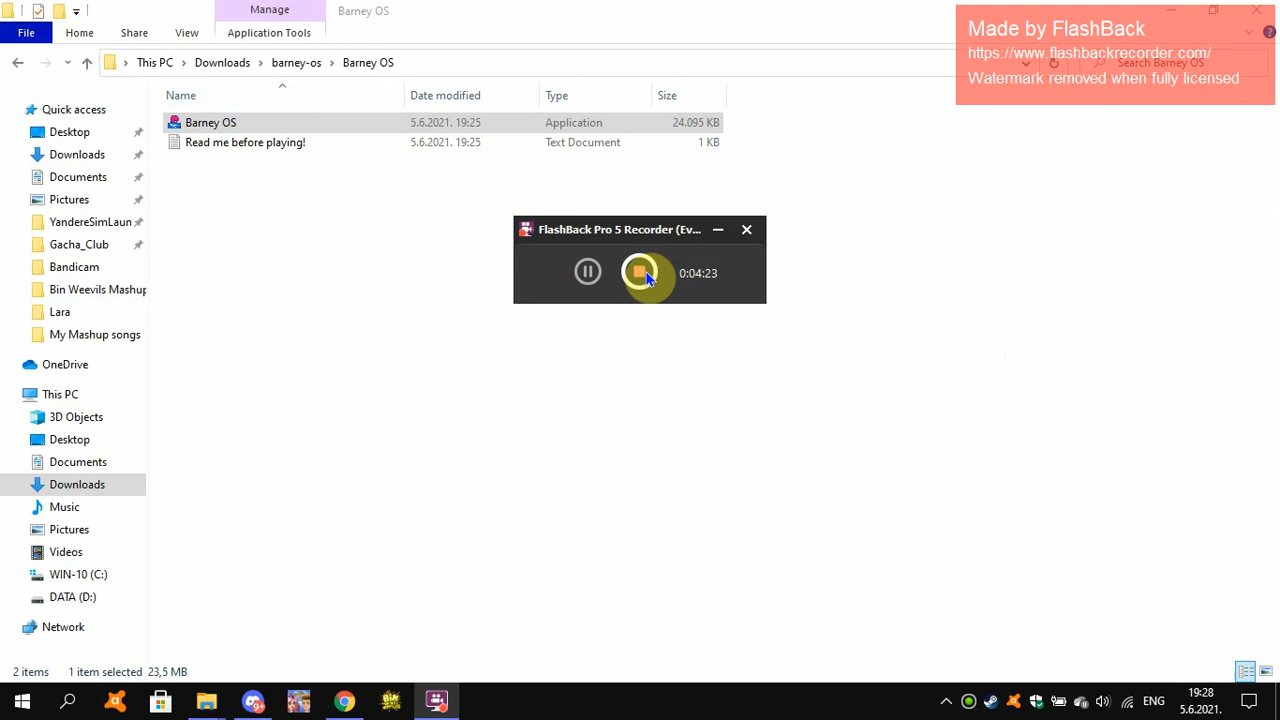 Manage
Barney OS
Made by FlashBack
https://www.flashbackrecorder.com/
Watermark removed when fully licensed
File
Home
Share
View
Application Tools
This PC
Downloads
barney-os
Barney OS
Search Barney OS
Name
Date modified
Type
Size
Barney OS
5.6.2021. 19:25
Application
24.095 KB
Read me before playing!
5.6.2021. 19:25
Text Document
1 KB
Quick access
Desktop
Downloads
Documents
Pictures
YandereSimLaun
Gacha_Club
Bandicam
Bin Weevils Mashup
Lara
My Mashup songs
OneDrive
This PC
3D Objects
Desktop
Documents
Downloads
Music
Pictures
Videos
WIN-10 (C:)
DATA (D:)
Network
FlashBack Pro 5 Recorder (Ev...
0:04:23
2 items
1 item selected 23,5 MB
ENG
19:28
5.6.2021.